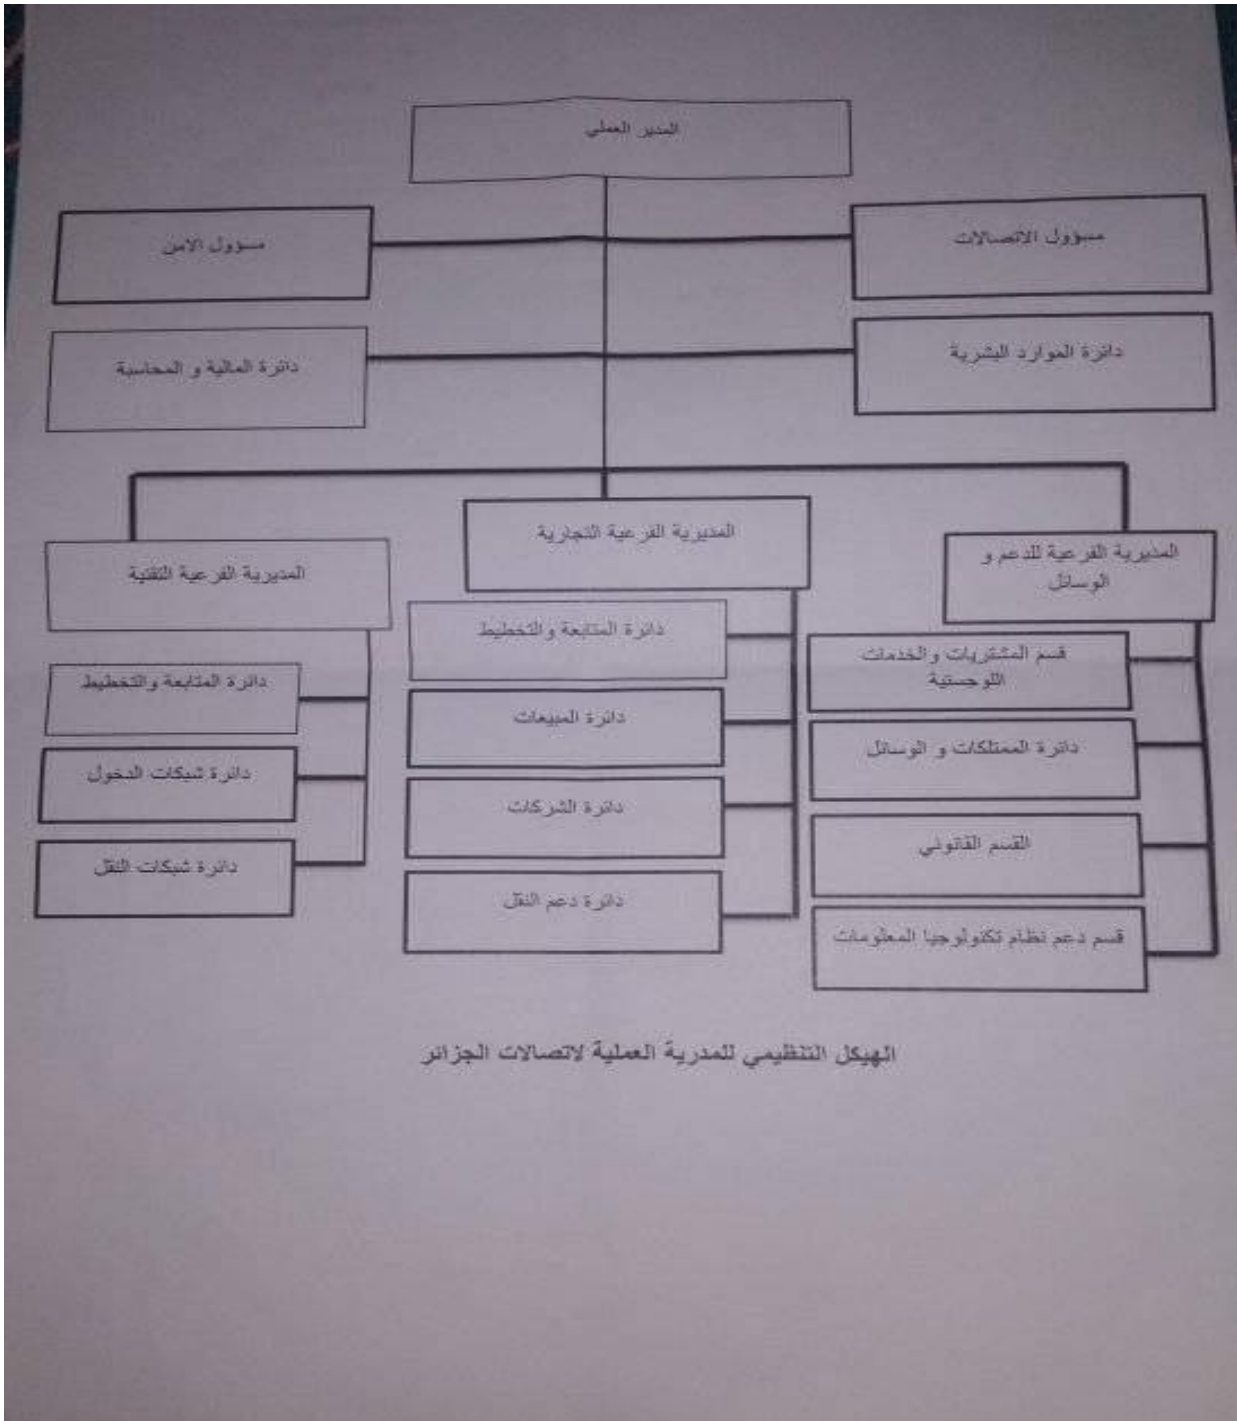 المدير العملي
مسؤول الاتصالات
مسؤول الامن
دائرة الموارد البشرية
دائرة المالية و المحاسبة
المديرية الفرعية للدعم و
الوسائل
المديرية الفرعية التجارية
المديرية الفرعية التقنية
قسم المشتريات والخدمات
اللوجستية
دائرة الممتلكات و الوسائل
القسم القانوني
قسم دعم نظام تكنولوجيا المعلومات
دائرة المتابعة والتخطيط
دائرة المبيعات
دائرة الشركات
دائرة دعم النقل
دائرة المتابعة والتخطيط
دائرة شبكات الدخول
دائرة شبكات النقل
الهيكل التنظيمي للمدرية العملية لاتصالات الجزائر